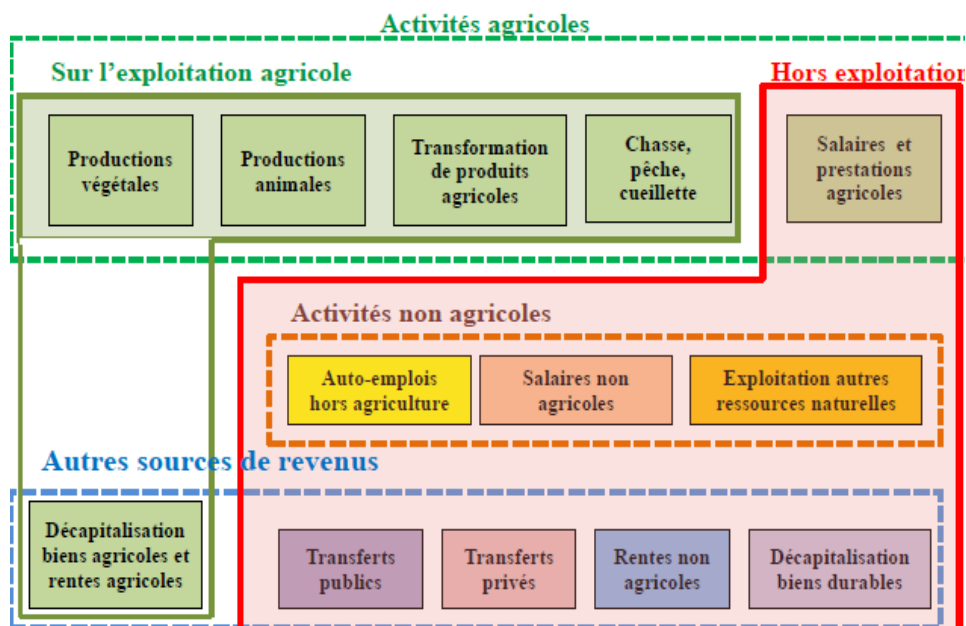 Activités agricoles
Sur l'exploitation agricole
Hors exploitation
Productions
végétales
Productions
animales
Transformation
de produits
agricoles
Chasse,
pêche,
cueillette
Salaires et
prestations
agricoles
Activités non agricoles
Auto-emplois
hors agriculture
Salaires non
agricoles
Exploitation autres
ressources naturelles
Autres sources de revenus
Décapitalisation
biens agricoles et
rentes agricoles
Transferts
publics
Transferts
privés
Rentes non
agricoles
Décapitalisation
biens durables